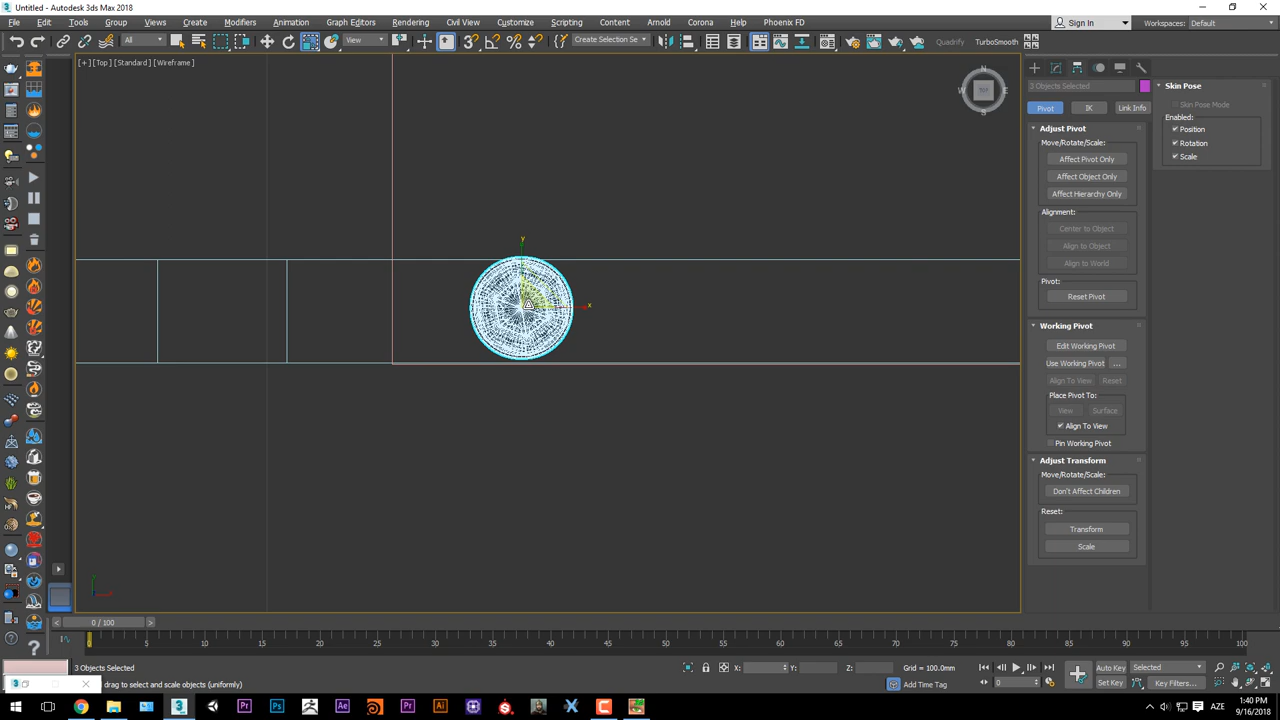 Untitled - Autodesk 3ds Max 2018
File Edit Tools Group Views Create Modifiers Animation Graph Editors Rendering Civil View Customize Scripting Content Arnold Corona Help Phoenix FD
Sign In
Workspaces: Default
All
View
Create Selection Se
Quadrify
TurboSmooth
[+] [Top] [Standard] [Wireframe]
N
W
TOP
E
S
y
x
3 Objects Selected
Pivot
IK
Link Info
Adjust Pivot
Move/Rotate/Scale:
Affect Pivot Only
Affect Object Only
Affect Hierarchy Only
Alignment:
Center to Object
Align to Object
Align to World
Pivot:
Reset Pivot
Working Pivot
Edit Working Pivot
Use Working Pivot
...
Align To View
Reset
Place Pivot To:
View
Surface
Align To View
Pin Working Pivot
Adjust Transform
Move/Rotate/Scale:
Don't Affect Children
Reset:
Transform
Scale
Skin Pose
Skin Pose Mode
Enabled:
Position
Rotation
Scale
0 / 100
0 5 10 15 20 25 30 35 40 45 50 55 60 65 70 75 80 85 90 95 100
3 Objects Selected
drag to select and scale objects (uniformly)
X:
Y:
Z:
Grid = 100.0mm
Add Time Tag
0
Auto Key
Selected
Set Key
Key Filters...
AZE
1:40 PM
9/16/2018